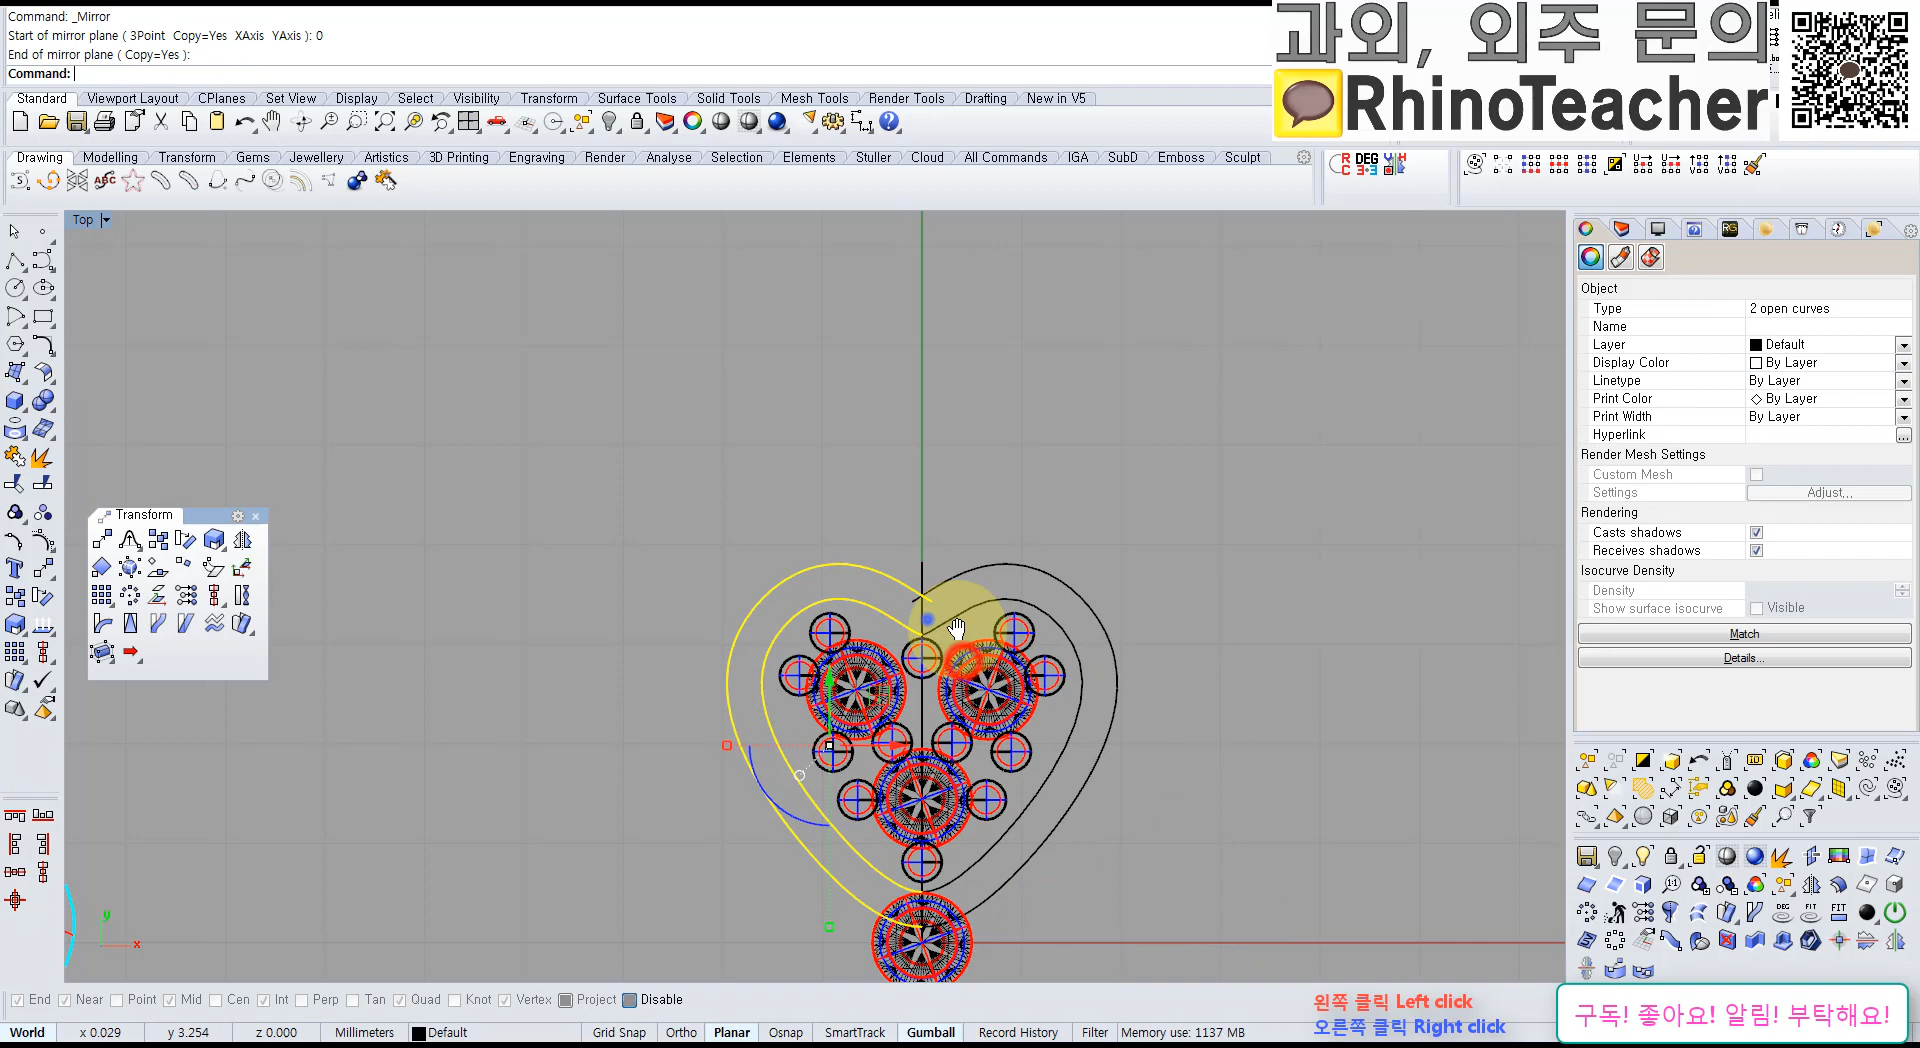 Command: _Mirror
Start of mirror plane ( 3Point  Copy=Yes  XAxis  YAxis ): 0
End of mirror plane ( Copy=Yes ):
Command:
과외, 외주 문의
RhinoTeacher
Standard Viewport Layout CPlanes Set View Display Select Visibility Transform Surface Tools Solid Tools Mesh Tools Render Tools Drafting New in V5
Drawing Modelling Transform Gems Jewellery Artistics 3D Printing Engraving Render Analyse Selection Elements Stuller Cloud All Commands IGA SubD Emboss Sculpt
Top
Transform
y
x
Object
Type 2 open curves
Name
Layer Default
Display Color By Layer
Linetype By Layer
Print Color By Layer
Print Width By Layer
Hyperlink ...
Render Mesh Settings
Custom Mesh
Settings Adjust...
Rendering
Casts shadows
Receives shadows
Isocurve Density
Density
Show surface isocurve Visible
Match
Details...
End Near Point Mid Cen Int Perp Tan Quad Knot Vertex Project Disable
왼쪽 클릭 Left click
오른쪽 클릭 Right click
구독! 좋아요! 알림! 부탁해요!
World x 0.029 y 3.254 z 0.000 Millimeters Default Grid Snap Ortho Planar Osnap SmartTrack Gumball Record History Filter Memory use: 1137 MB